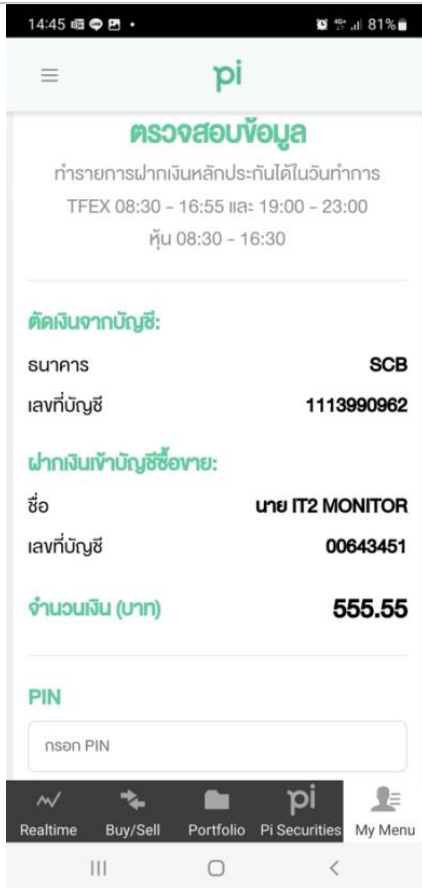 14:45
4G+ 81%
pi
ตรวจสอบข้อมูล
ทำรายการฝากเงินหลักประกันได้ในวันทำการ
TFEX 08:30 - 16:55 และ 19:00 - 23:00
หุ้น 08:30 - 16:30
ตัดเงินจากบัญชี:
ธนาคาร SCB
เลขที่บัญชี 1113990962
ฝากเงินเข้าบัญชีซื้อขาย:
ชื่อ นาย IT2 MONITOR
เลขที่บัญชี 00643451
จำนวนเงิน (บาท) 555.55
PIN
กรอก PIN
pi
Realtime Buy/Sell Portfolio Pi Securities My Menu